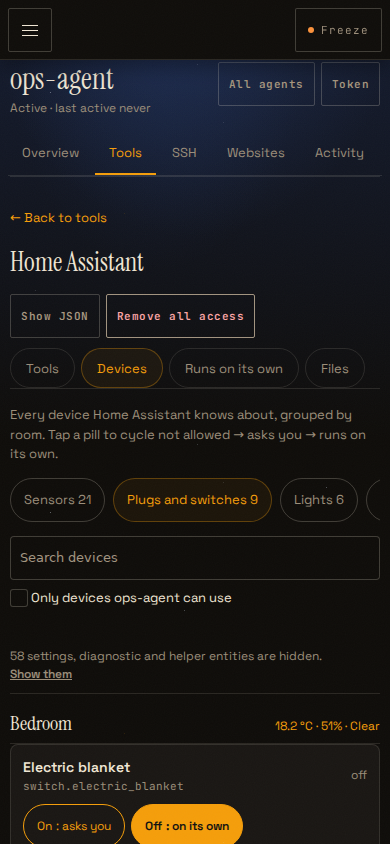 Freeze
ops-agent
All agents
Token
Active · last active never
Overview
Tools
SSH
Websites
Activity
← Back to tools
Home Assistant
Show JSON
Remove all access
Tools
Devices
Runs on its own
Files
Every device Home Assistant knows about, grouped by
room. Tap a pill to cycle not allowed → asks you → runs on
its own.
Sensors 21
Plugs and switches 9
Lights 6
Search devices
Only devices ops-agent can use
58 settings, diagnostic and helper entities are hidden.
Show them
Bedroom
18.2 °C · 51% · Clear
Electric blanket
off
switch.electric_blanket
On : asks you
Off : on its own